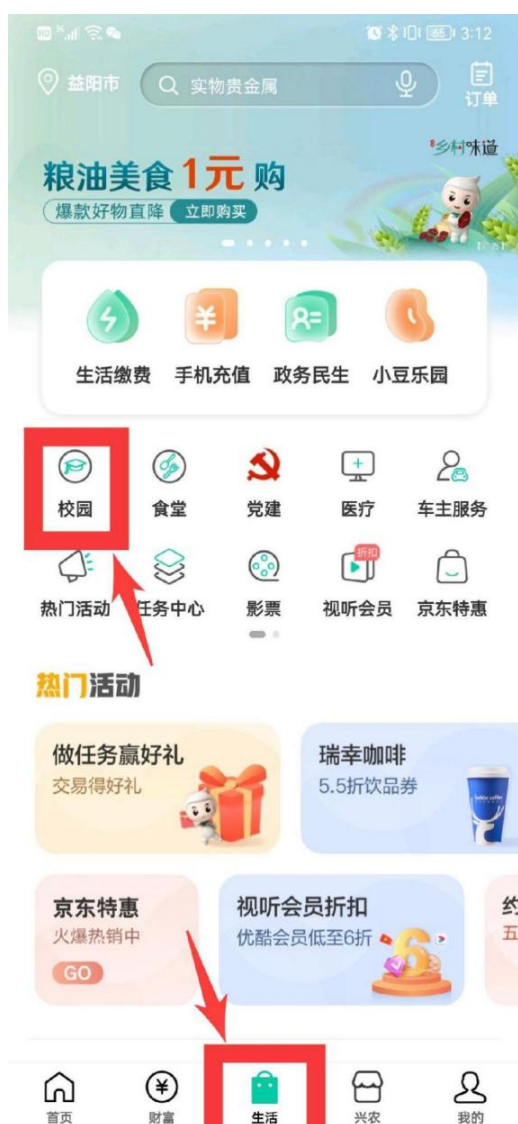 HD 5G 65 3:12
益阳市 实物贵金属 订单
乡村味道
粮油美食1元购
爆款好物直降 立即购买
生活缴费 手机充值 政务民生 小豆乐园
校园 食堂 党建 医疗 车主服务
折扣
热门活动 任务中心 影票 视听会员 京东特惠
热门活动
做任务赢好礼 瑞幸咖啡
交易得好礼 5.5折饮品券
luckin coffee
京东特惠 视听会员折扣 约
火爆热销中 优酷会员低至6折 五
GO
首页 财富 生活 兴农 我的